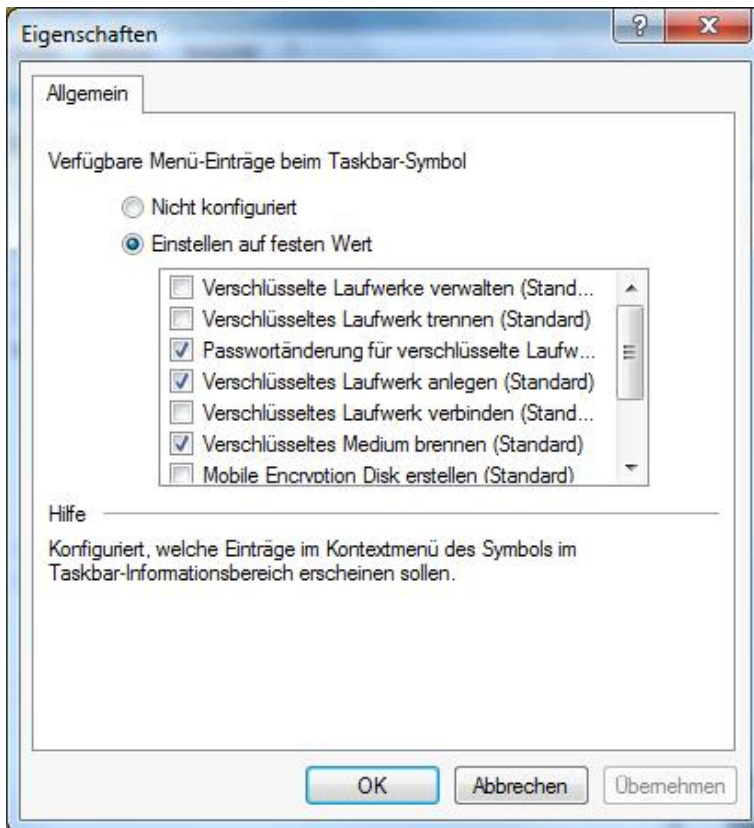 Eigenschaften
Allgemein
Verfügbare Menü-Einträge beim Taskbar-Symbol
Nicht konfiguriert
Einstellen auf festen Wert
Verschlüsselte Laufwerke verwalten (Stand...
Verschlüsseltes Laufwerk trennen (Standard)
Passwortänderung für verschlüsselte Laufw...
Verschlüsseltes Laufwerk anlegen (Standard)
Verschlüsseltes Laufwerk verbinden (Stand...
Verschlüsseltes Medium brennen (Standard)
Mobile Encryption Disk erstellen (Standard)
Hilfe
Konfiguriert, welche Einträge im Kontextmenü des Symbols im
Taskbar-Informationsbereich erscheinen sollen.
OK Abbrechen Übernehmen